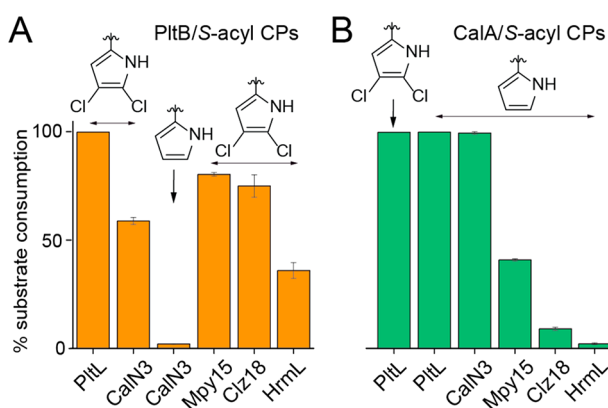 A
PltB/S-acyl CPs
NH
Cl
Cl
NH
NH
Cl
Cl
% substrate consumption
100
50
0
PltL
CalN3
CalN3
Mpy15
Clz18
HrmL
B
CalA/S-acyl CPs
NH
Cl
Cl
NH
PltL
PltL
CalN3
Mpy15
Clz18
HrmL